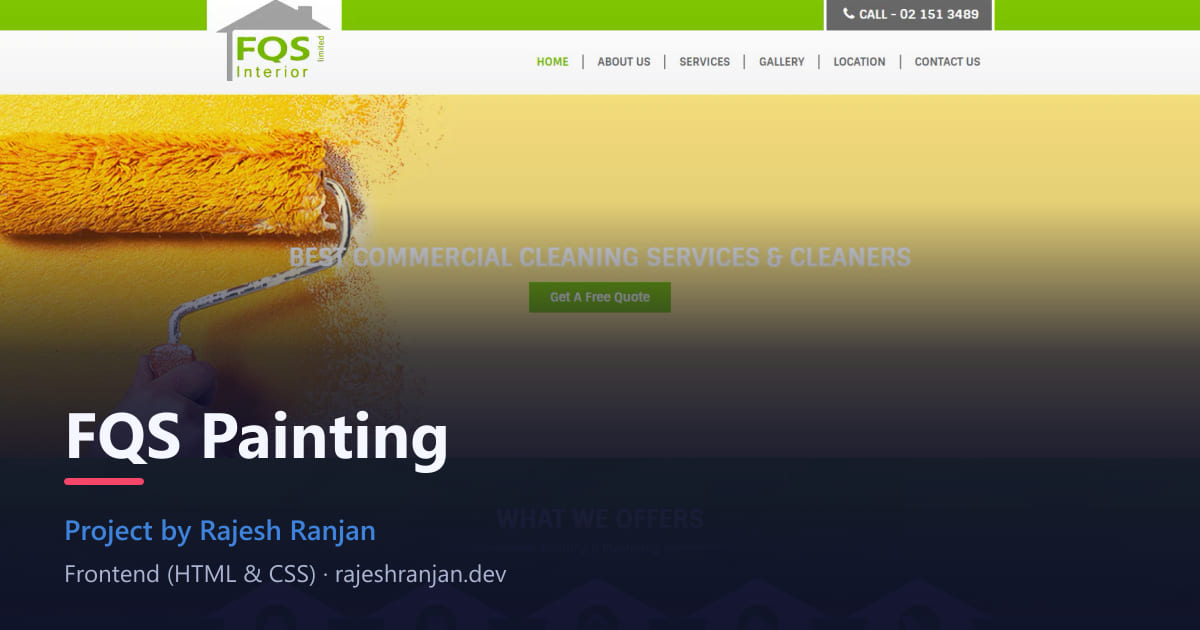 CALL - 02 151 3489
FQS
limited
Interior
HOME | ABOUT US | SERVICES | GALLERY | LOCATION | CONTACT US
BEST COMMERCIAL CLEANING SERVICES & CLEANERS
Get A Free Quote
FQS Painting
WHAT WE OFFERS
Project by Rajesh Ranjan
Frontend (HTML & CSS) · rajeshranjan.dev